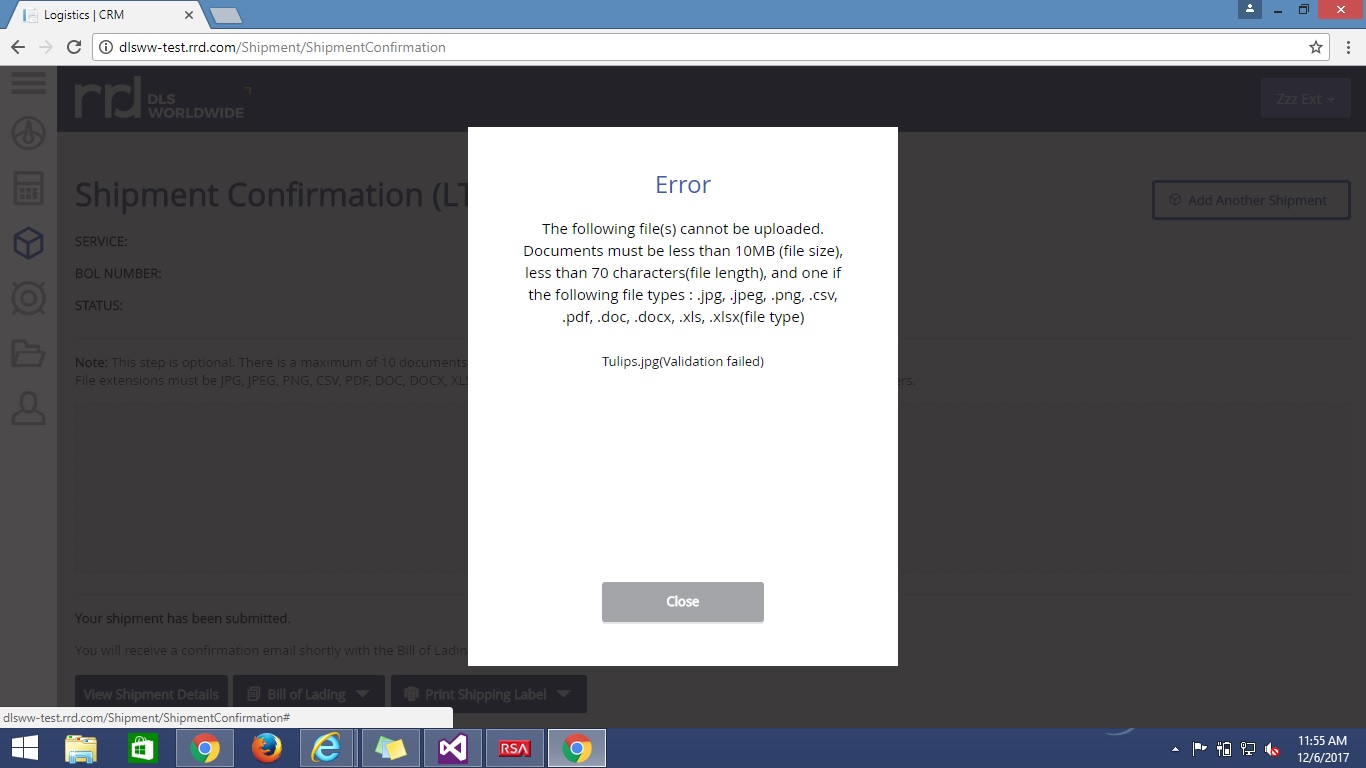 Logistics | CRM
dlsww-test.rrd.com/Shipment/ShipmentConfirmation
rrd DLS
WORLDWIDE
Zzz Ext
Shipment Confirmation (LT
Add Another Shipment
SERVICE:
BOL NUMBER:
STATUS:
Note: This step is optional. There is a maximum of 10 documents
File extensions must be JPG, JPEG, PNG, CSV, PDF, DOC, DOCX, XLS
rs.
Error
The following file(s) cannot be uploaded.
Documents must be less than 10MB (file size),
less than 70 characters(file length), and one if
the following file types : .jpg, .jpeg, .png, .csv,
.pdf, .doc, .docx, .xls, .xlsx(file type)
Tulips.jpg(Validation failed)
Close
Your shipment has been submitted.
You will receive a confirmation email shortly with the Bill of Ladin
View Shipment Details
Bill of Lading
Print Shipping Label
dlsww-test.rrd.com/Shipment/ShipmentConfirmation#
RSA
11:55 AM
12/6/2017